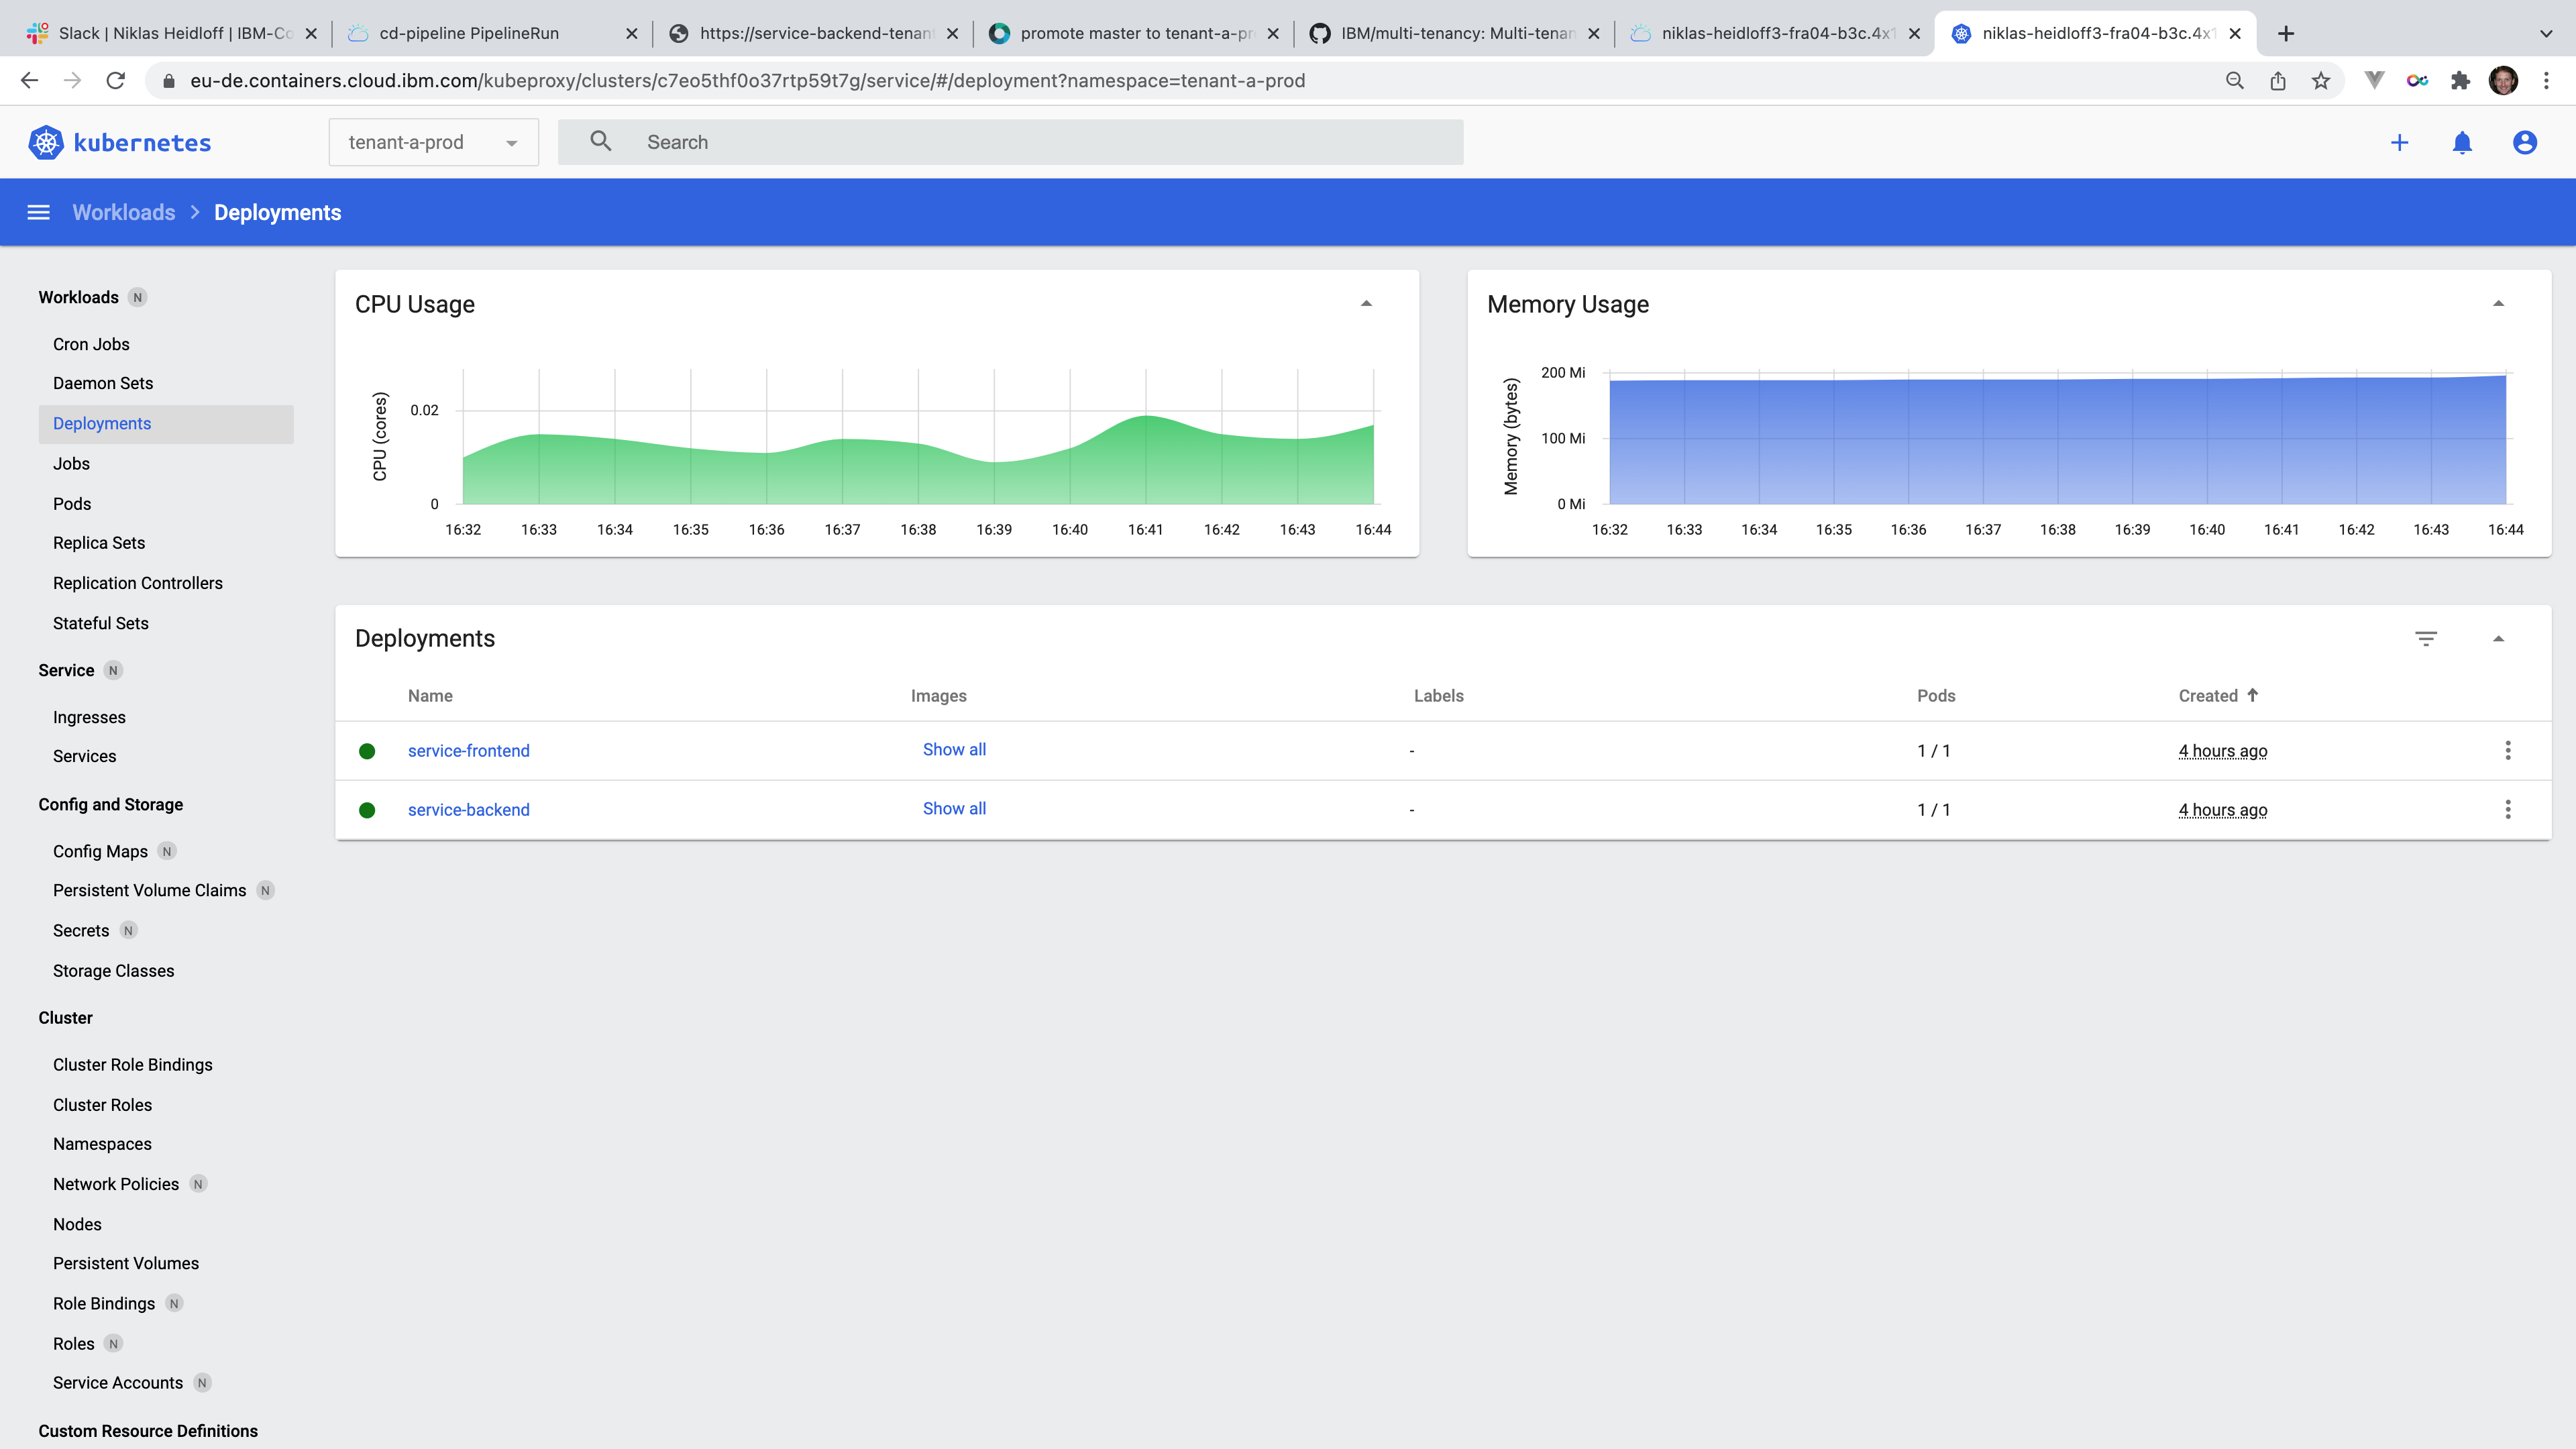 Slack | Niklas Heidloff | IBM-Co
cd-pipeline PipelineRun
https://service-backend-tenant
promote master to tenant-a-pr
IBM/multi-tenancy: Multi-tenan
niklas-heidloff3-fra04-b3c.4x1
niklas-heidloff3-fra04-b3c.4x1
eu-de.containers.cloud.ibm.com/kubeproxy/clusters/c7eo5thf0o37rtp59t7g/service/#/deployment?namespace=tenant-a-prod
kubernetes
tenant-a-prod
Search
Workloads > Deployments
Workloads N
Cron Jobs
Daemon Sets
Deployments
Jobs
Pods
Replica Sets
Replication Controllers
Stateful Sets
Service N
Ingresses
Services
Config and Storage
Config Maps N
Persistent Volume Claims N
Secrets N
Storage Classes
Cluster
Cluster Role Bindings
Cluster Roles
Namespaces
Network Policies N
Nodes
Persistent Volumes
Role Bindings N
Roles N
Service Accounts N
Custom Resource Definitions
CPU Usage
CPU (cores)
0.02
0
16:32 16:33 16:34 16:35 16:36 16:37 16:38 16:39 16:40 16:41 16:42 16:43 16:44
Memory Usage
Memory (bytes)
200 Mi
100 Mi
0 Mi
16:32 16:33 16:34 16:35 16:36 16:37 16:38 16:39 16:40 16:41 16:42 16:43 16:44
Deployments
Name Images Labels Pods Created
service-frontend Show all - 1 / 1 4 hours ago
service-backend Show all - 1 / 1 4 hours ago